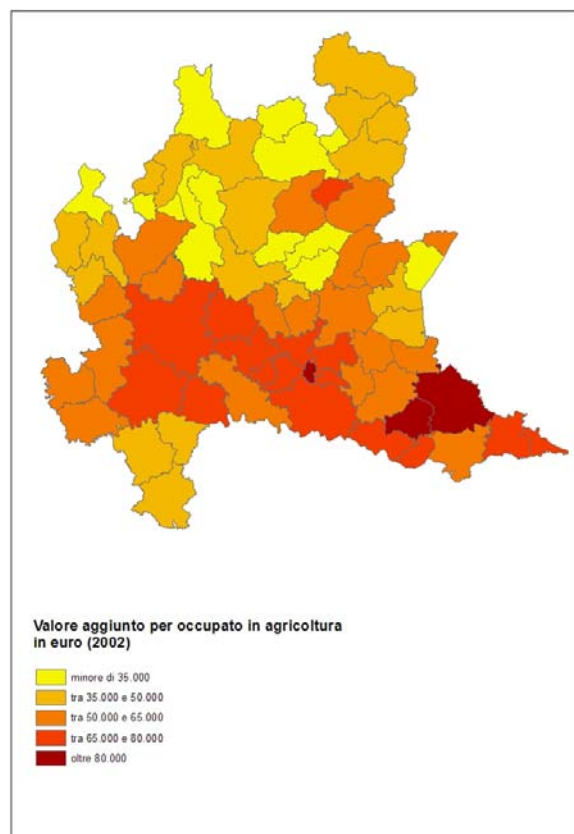 Valore aggiunto per occupato in agricoltura
in euro (2002)
minore di 35.000
tra 35.000 e 50.000
tra 50.000 e 65.000
tra 65.000 e 80.000
oltre 80.000